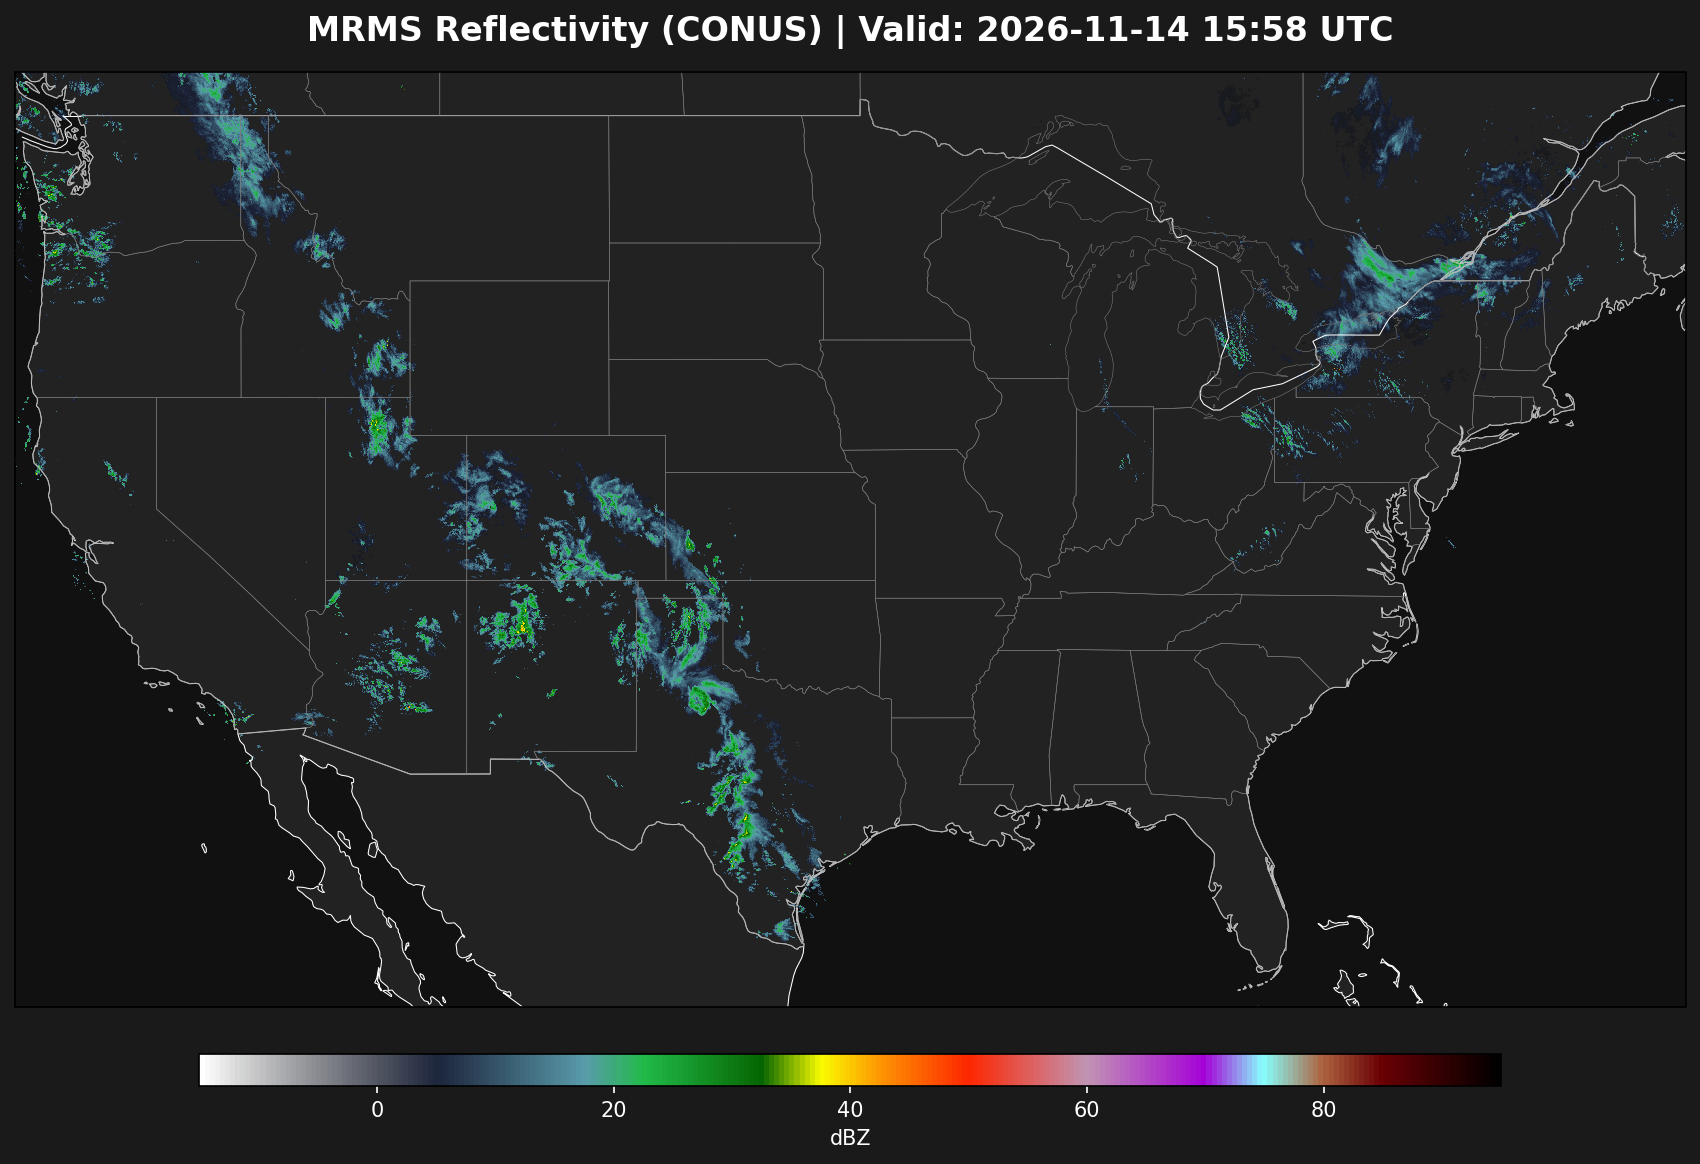 MRMS Reflectivity (CONUS) | Valid: 2026-11-14 15:58 UTC
0 20 40 60 80
dBZ